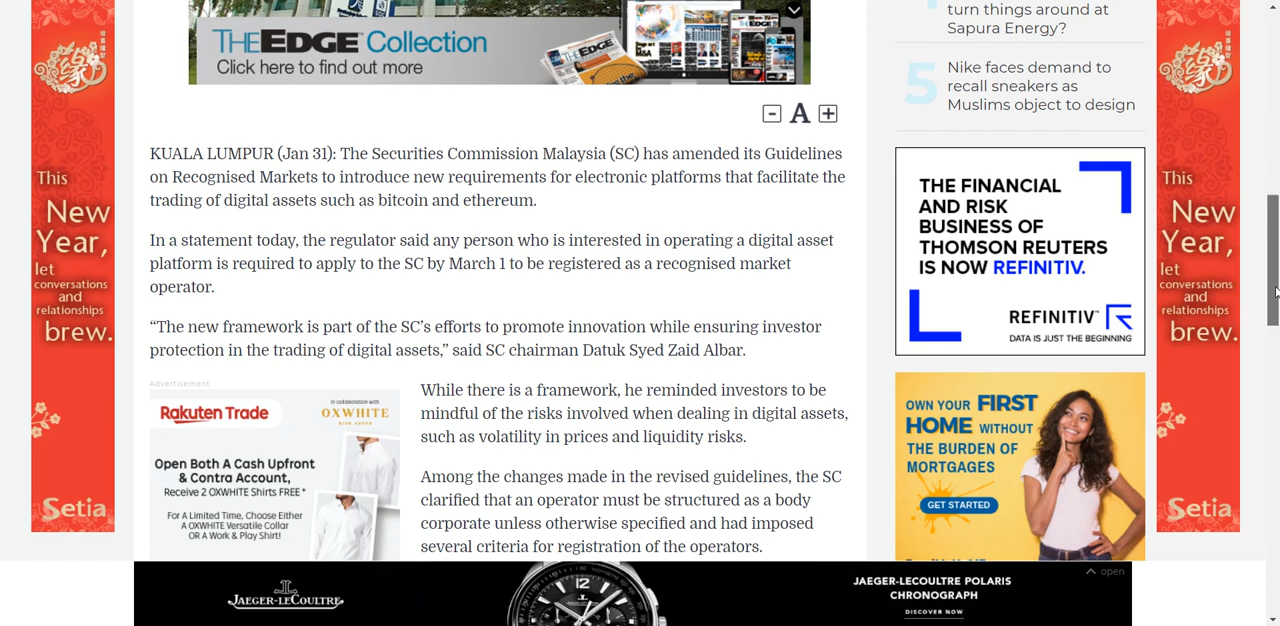 THEEDGE Collection
Click here to find out more
- A +
KUALA LUMPUR (Jan 31): The Securities Commission Malaysia (SC) has amended its Guidelines
on Recognised Markets to introduce new requirements for electronic platforms that facilitate the
trading of digital assets such as bitcoin and ethereum.
In a statement today, the regulator said any person who is interested in operating a digital asset
platform is required to apply to the SC by March 1 to be registered as a recognised market
operator.
“The new framework is part of the SC’s efforts to promote innovation while ensuring investor
protection in the trading of digital assets,” said SC chairman Datuk Syed Zaid Albar.
Advertisement
Rakuten Trade
in collaboration with
OXWHITE
Open Both A Cash Upfront
& Contra Account,
Receive 2 OXWHITE Shirts FREE*
For A Limited Time, Choose Either
A OXWHITE Versatile Collar
OR A Work & Play Shirt!
While there is a framework, he reminded investors to be
mindful of the risks involved when dealing in digital assets,
such as volatility in prices and liquidity risks.
Among the changes made in the revised guidelines, the SC
clarified that an operator must be structured as a body
corporate unless otherwise specified and had imposed
several criteria for registration of the operators.
turn things around at
Sapura Energy?
5
Nike faces demand to
recall sneakers as
Muslims object to design
THE FINANCIAL
AND RISK
BUSINESS OF
THOMSON REUTERS
IS NOW REFINITIV.
REFINITIV
DATA IS JUST THE BEGINNING
OWN YOUR FIRST
HOME WITHOUT
THE BURDEN OF
MORTGAGES
GET STARTED
This
New
Year,
let
conversations
and
relationships
brew.
Setia
This
New
Year,
let
conversations
and
relationships
brew.
Setia
JAEGER-LECOULTRE
12
JAEGER-LECOULTRE POLARIS
CHRONOGRAPH
DISCOVER NOW
open